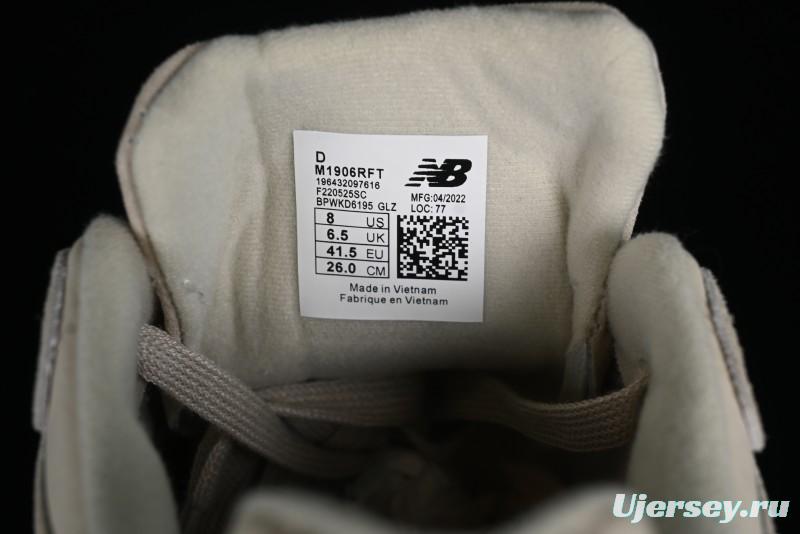 D
M1906RFT
196432097616
F220525SC
BPWKD6195 GLZ
NB
MFG:04/2022
LOC: 77
8 US
6.5 UK
41.5 EU
26.0 CM
Made in Vietnam
Fabrique en Vietnam
Ujersey.ru